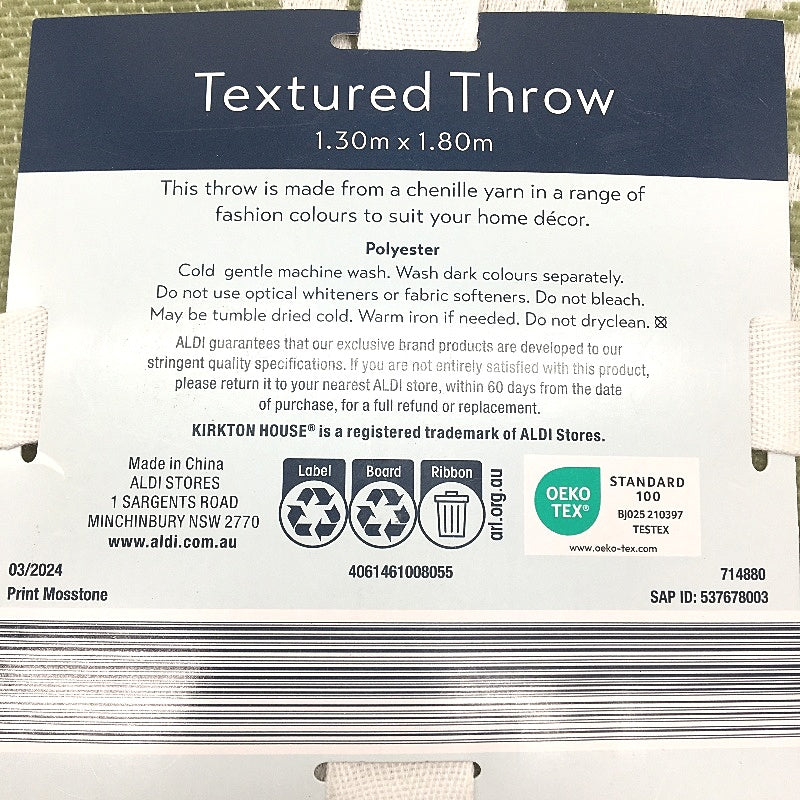 Textured Throw
1.30m x 1.80m
This throw is made from a chenille yarn in a range of
fashion colours to suit your home décor.
Polyester
Cold gentle machine wash. Wash dark colours separately.
Do not use optical whiteners or fabric softeners. Do not bleach.
May be tumble dried cold. Warm iron if needed. Do not dryclean.
ALDI guarantees that our exclusive brand products are developed to our
stringent quality specifications. If you are not entirely satisfied with this product,
please return it to your nearest ALDI store, within 60 days from the date
of purchase, for a full refund or replacement.
KIRKTON HOUSE® is a registered trademark of ALDI Stores.
Made in China
ALDI STORES
1 SARGENTS ROAD
MINCHINBURY NSW 2770
www.aldi.com.au
Label
Board
Ribbon
arl.org.au
OEKO
TEX®
STANDARD
100
BJ025 210397
TESTEX
www.oeko-tex.com
03/2024
4061461008055
714880
Print Mosstone
SAP ID: 537678003